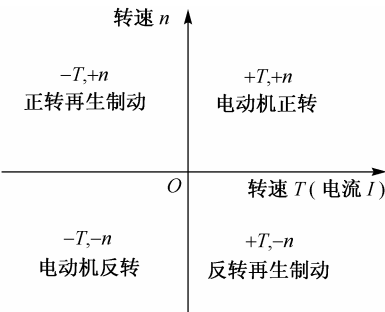 转速 n
–T,+n
正转再生制动
+T,+n
电动机正转
O
转速 T ( 电流 I )
–T,–n
电动机反转
+T,–n
反转再生制动